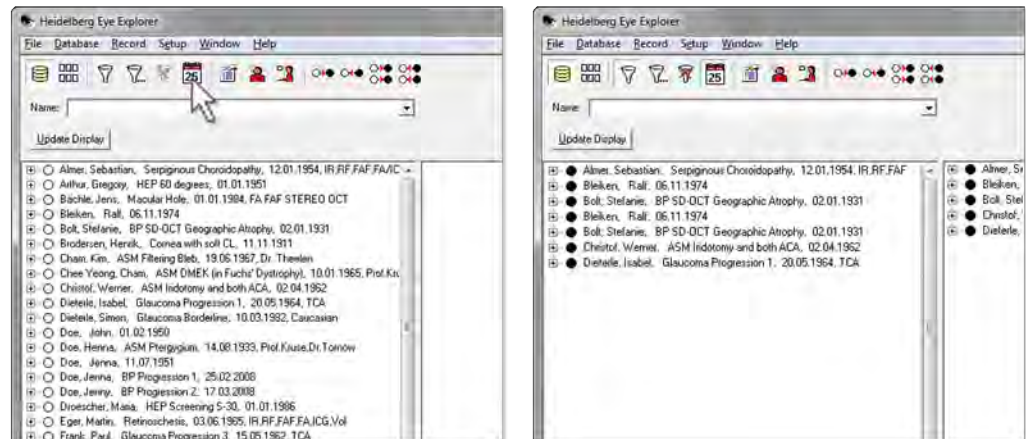 Heidelberg Eye Explorer
File Database Record Setup Window Help
25
Name:
Update Display
Almer, Sebastian, Serpiginous Choroidopathy, 12.01.1954, IR,RF,FAF,FA/IC
Arthur, Gregory, HEP 60 degrees, 01.01.1951
Bächle, Jens, Macular Hole, 01.01.1984, FA FAF STEREO OCT
Bleiken, Ralf, 06.11.1974
Bolt, Stefanie, BP SD-OCT Geographic Atrophy, 02.01.1931
Brodersen, Henrik, Cornea with soft CL, 11.11.1911
Cham, Kim, ASM Filtering Bleb, 19.06.1967, Dr. Theelen
Chee Yeong, Cham, ASM DMEK (in Fuchs' Dystrophy), 10.01.1965, Prof.Kru
Christof, Werner, ASM Iridotomy and both ACA, 02.04.1962
Dieterle, Isabel, Glaucoma Progression 1, 20.05.1964, TCA
Dieterle, Simon, Glaucoma Borderline, 10.03.1932, Caucasian
Doe, John, 01.02.1950
Doe, Henna, ASM Pterygium, 14.08.1933, Prof.Kruse,Dr.Tornow
Doe, Jenna, 11.07.1951
Doe, Jenna, BP Progression 1, 25.02.2008
Doe, Jenny, BP Progression 2, 17.03.2008
Droescher, Maria, HEP Screening S-30, 01.01.1986
Eger, Martin, Retinoschesis, 03.06.1965, IR,RF,FAF,FA,ICG,Vol
Frank, Paul, Glaucoma Progression 3, 15.05.1962, TCA
Heidelberg Eye Explorer
File Database Record Setup Window Help
25
Name:
Update Display
Almer, Sebastian, Serpiginous Choroidopathy, 12.01.1954, IR,RF,FAF
Bleiken, Ralf, 06.11.1974
Bolt, Stefanie, BP SD-OCT Geographic Atrophy, 02.01.1931
Bleiken, Ralf, 06.11.1974
Bolt, Stefanie, BP SD-OCT Geographic Atrophy, 02.01.1931
Christof, Werner, ASM Iridotomy and both ACA, 02.04.1962
Dieterle, Isabel, Glaucoma Progression 1, 20.05.1964, TCA
Almer, Se
Bleiken,
Bolt, Stef
Christof,
Dieterle,